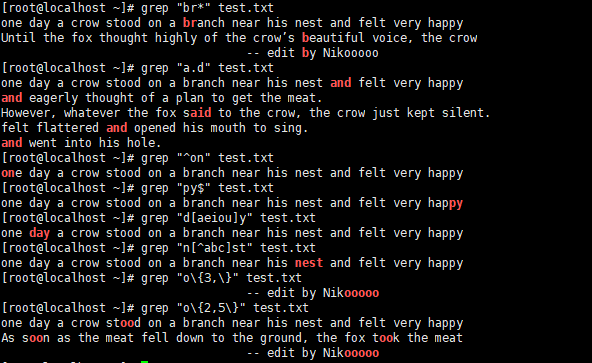 [root@localhost ~]# grep "br*" test.txt
one day a crow stood on a branch near his nest and felt very happy
Until the fox thought highly of the crow’s beautiful voice, the crow
-- edit by Nikooooo
[root@localhost ~]# grep "a.d" test.txt
one day a crow stood on a branch near his nest and felt very happy
and eagerly thought of a plan to get the meat.
However, whatever the fox said to the crow, the crow just kept silent.
felt flattered and opened his mouth to sing.
and went into his hole.
[root@localhost ~]# grep "^on" test.txt
one day a crow stood on a branch near his nest and felt very happy
[root@localhost ~]# grep "py$" test.txt
one day a crow stood on a branch near his nest and felt very happy
[root@localhost ~]# grep "d[aeiou]y" test.txt
one day a crow stood on a branch near his nest and felt very happy
[root@localhost ~]# grep "n[^abc]st" test.txt
one day a crow stood on a branch near his nest and felt very happy
[root@localhost ~]# grep "o\{3,\}" test.txt
-- edit by Nikooooo
[root@localhost ~]# grep "o\{2,5\}" test.txt
one day a crow stood on a branch near his nest and felt very happy
As soon as the meat fell down to the ground, the fox took the meat
-- edit by Nikooooo